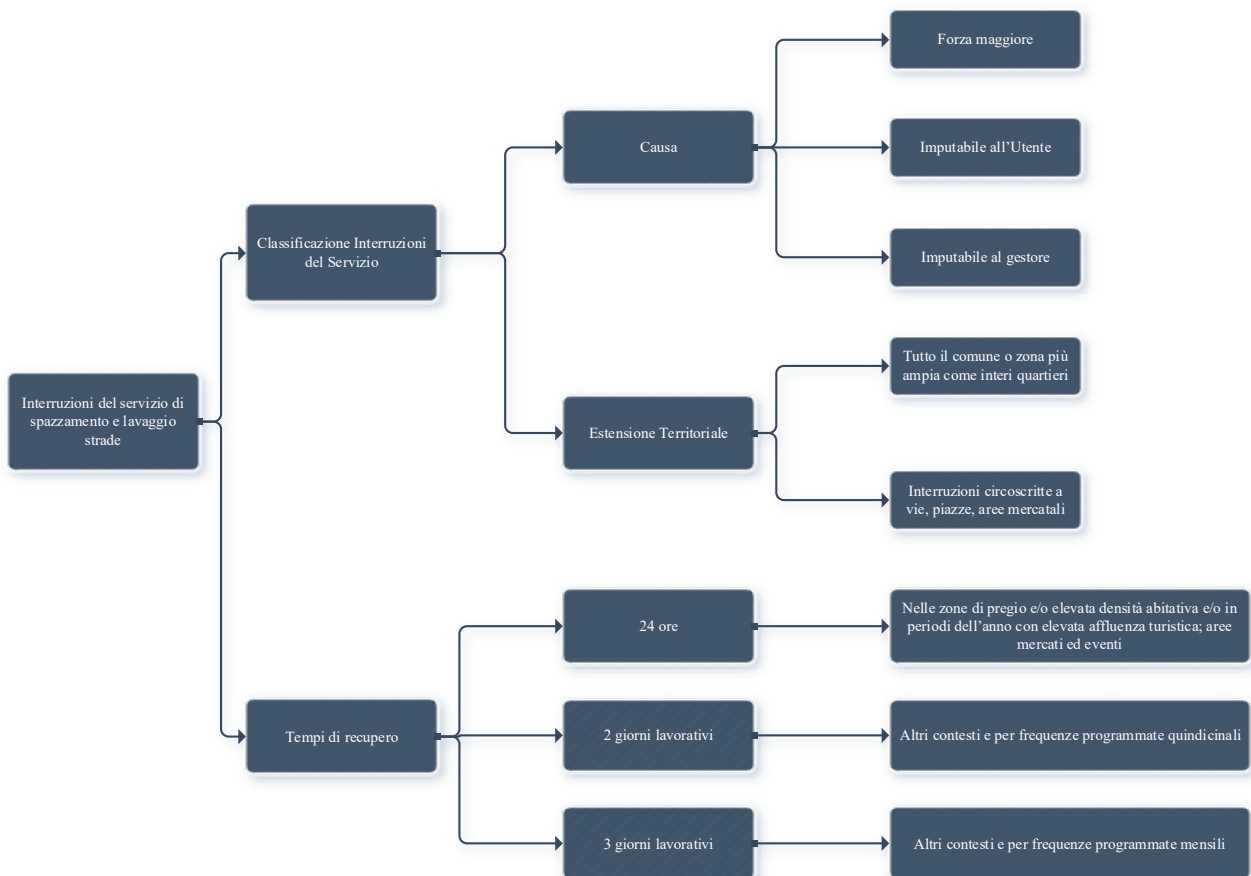 Interruzioni del servizio di
spazzamento e lavaggio
strade
Classificazione Interruzioni
del Servizio
Causa
Forza maggiore
Imputabile all’Utente
Imputabile al gestore
Estensione Territoriale
Tutto il comune o zona più
ampia come interi quartieri
Interruzioni circoscritte a
vie, piazze, aree mercatali
Tempi di recupero
24 ore
Nelle zone di pregio e/o elevata densità abitativa e/o in
periodi dell’anno con elevata affluenza turistica; aree
mercati ed eventi
2 giorni lavorativi
Altri contesti e per frequenze programmate quindicinali
3 giorni lavorativi
Altri contesti e per frequenze programmate mensili